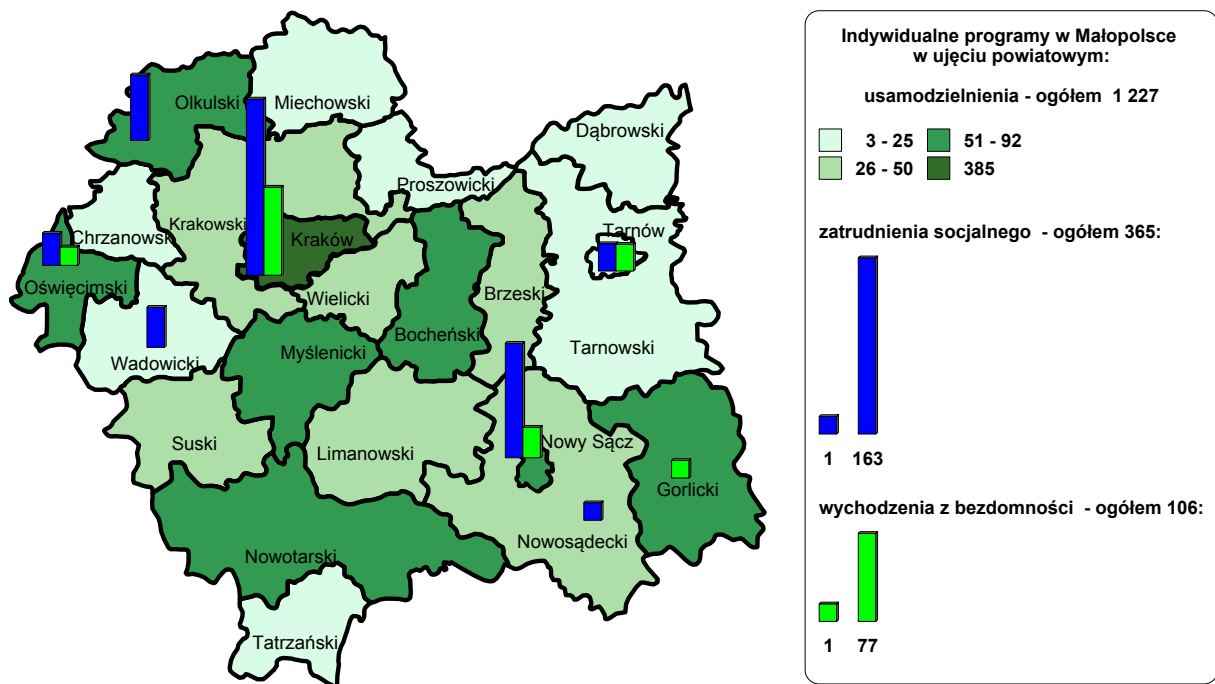 Olkulski
Miechowski
Dąbrowski
Proszowicki
Krakowski
Kraków
Tarnów
Chrzanowski
Oświęcimski
Wielicki
Brzeski
Bocheński
Wadowicki
Myślenicki
Tarnowski
Suski
Limanowski
Nowy Sącz
Gorlicki
Nowosądecki
Nowotarski
Tatrzański
Indywidualne programy w Małopolsce
w ujęciu powiatowym:
usamodzielnienia - ogółem 1 227
3 - 25 51 - 92
26 - 50 385
zatrudnienia socjalnego - ogółem 365:
1 163
wychodzenia z bezdomności - ogółem 106:
1 77